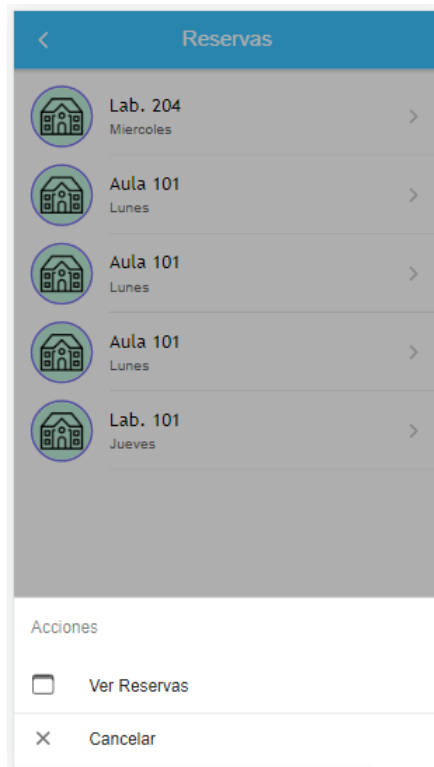 Reservas
Lab. 204
Miercoles
Aula 101
Lunes
Aula 101
Lunes
Aula 101
Lunes
Lab. 101
Jueves
Acciones
Ver Reservas
Cancelar